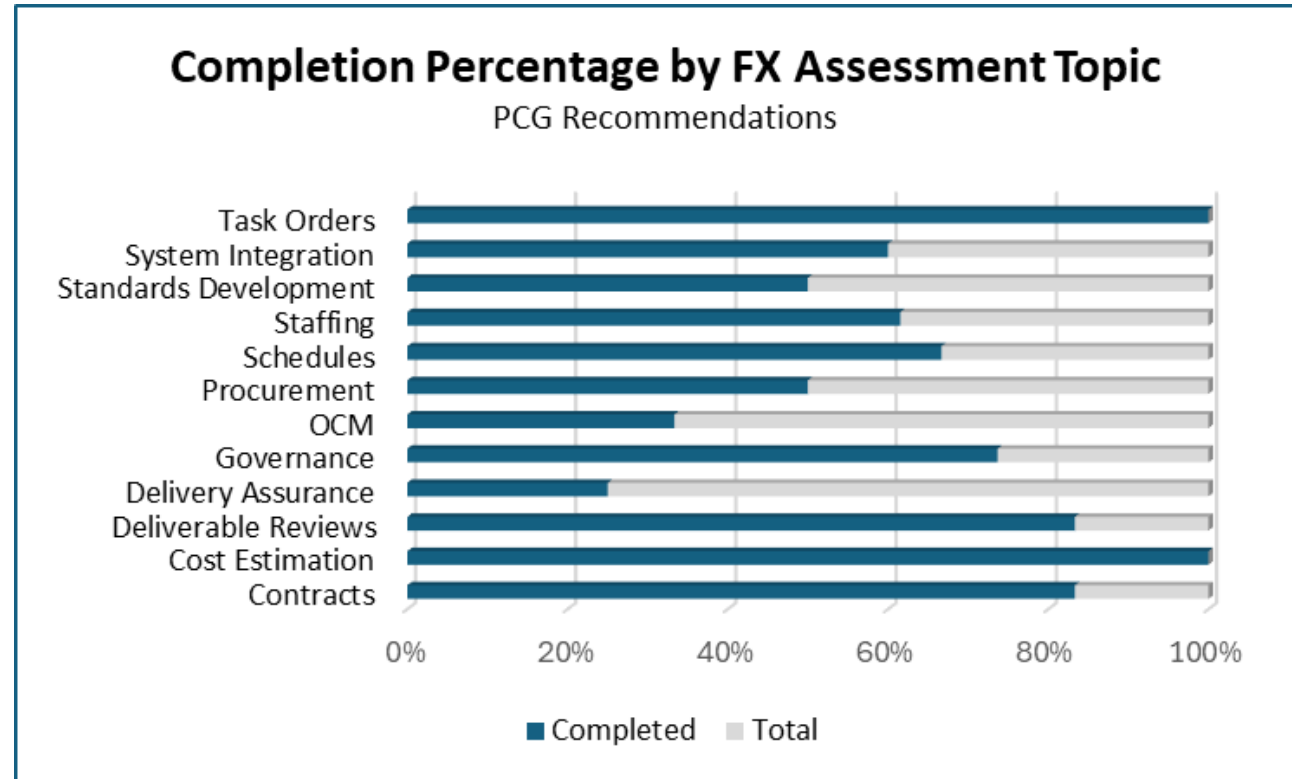 Completion Percentage by FX Assessment Topic
PCG Recommendations
Task Orders
System Integration
Standards Development
Staffing
Schedules
Procurement
OCM
Governance
Delivery Assurance
Deliverable Reviews
Cost Estimation
Contracts
0% 20% 40% 60% 80% 100%
Completed Total